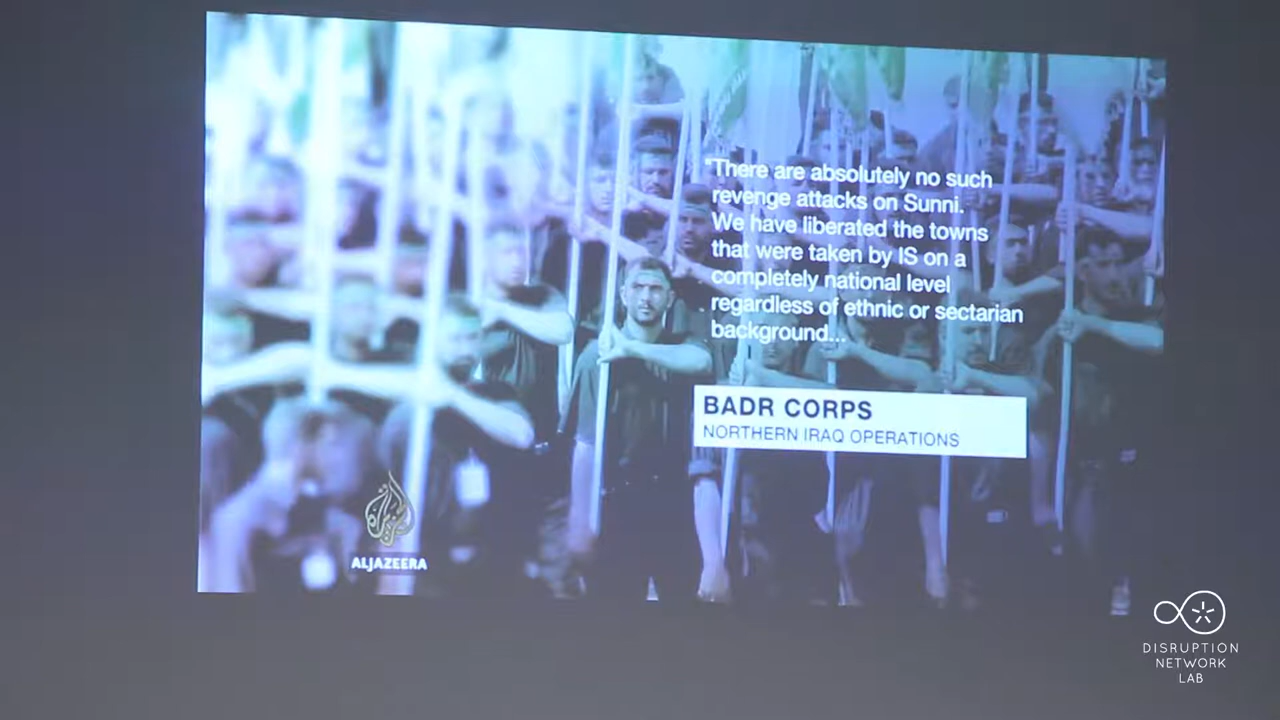 "There are absolutely no such
revenge attacks on Sunni.
We have liberated the towns
that were taken by IS on a
completely national level
regardless of ethnic or sectarian
background...
BADR CORPS
NORTHERN IRAQ OPERATIONS
ALJAZEERA
DISRUPTION
NETWORK
LAB